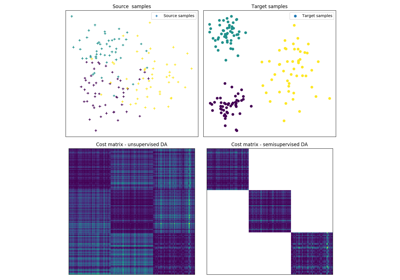 Source samples
Source samples
Target samples
Target samples
Cost matrix - unsupervised DA
Cost matrix - semisupervised DA